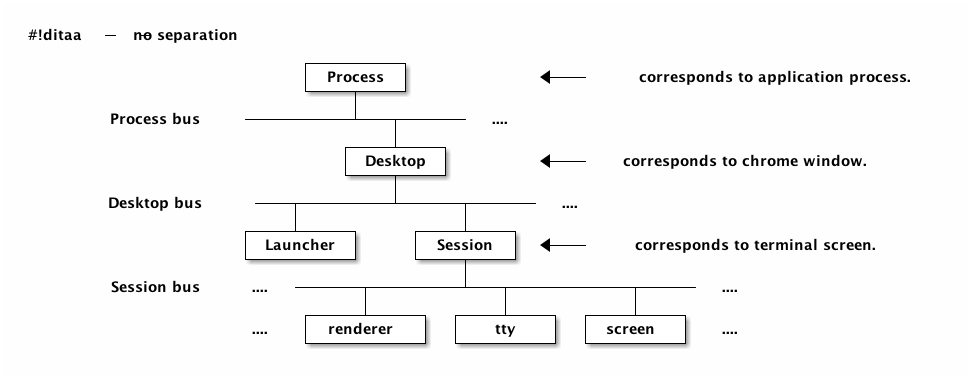 #!ditaa — no separation
Process corresponds to application process.
Process bus ....
Desktop corresponds to chrome window.
Desktop bus ....
Launcher Session corresponds to terminal screen.
Session bus .... ....
.... renderer tty screen ....